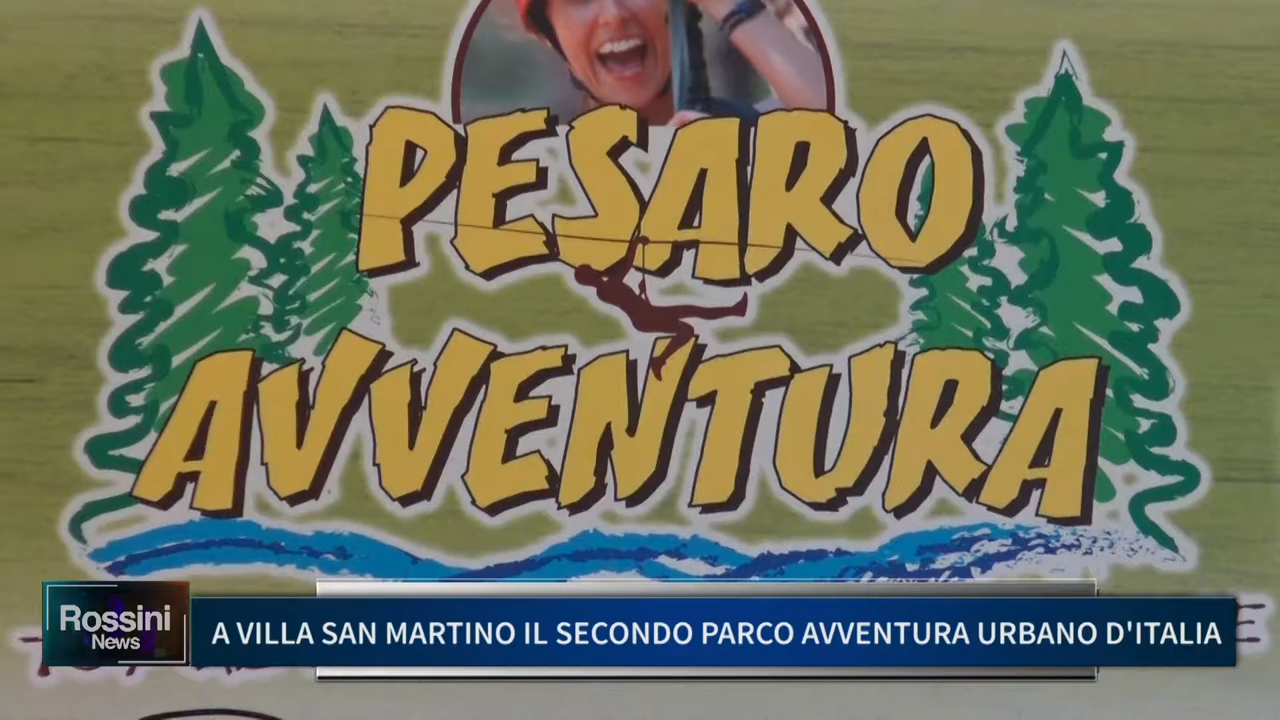 PESARO
AVVENTURA
Rossini
News
A VILLA SAN MARTINO IL SECONDO PARCO AVVENTURA URBANO D'ITALIA